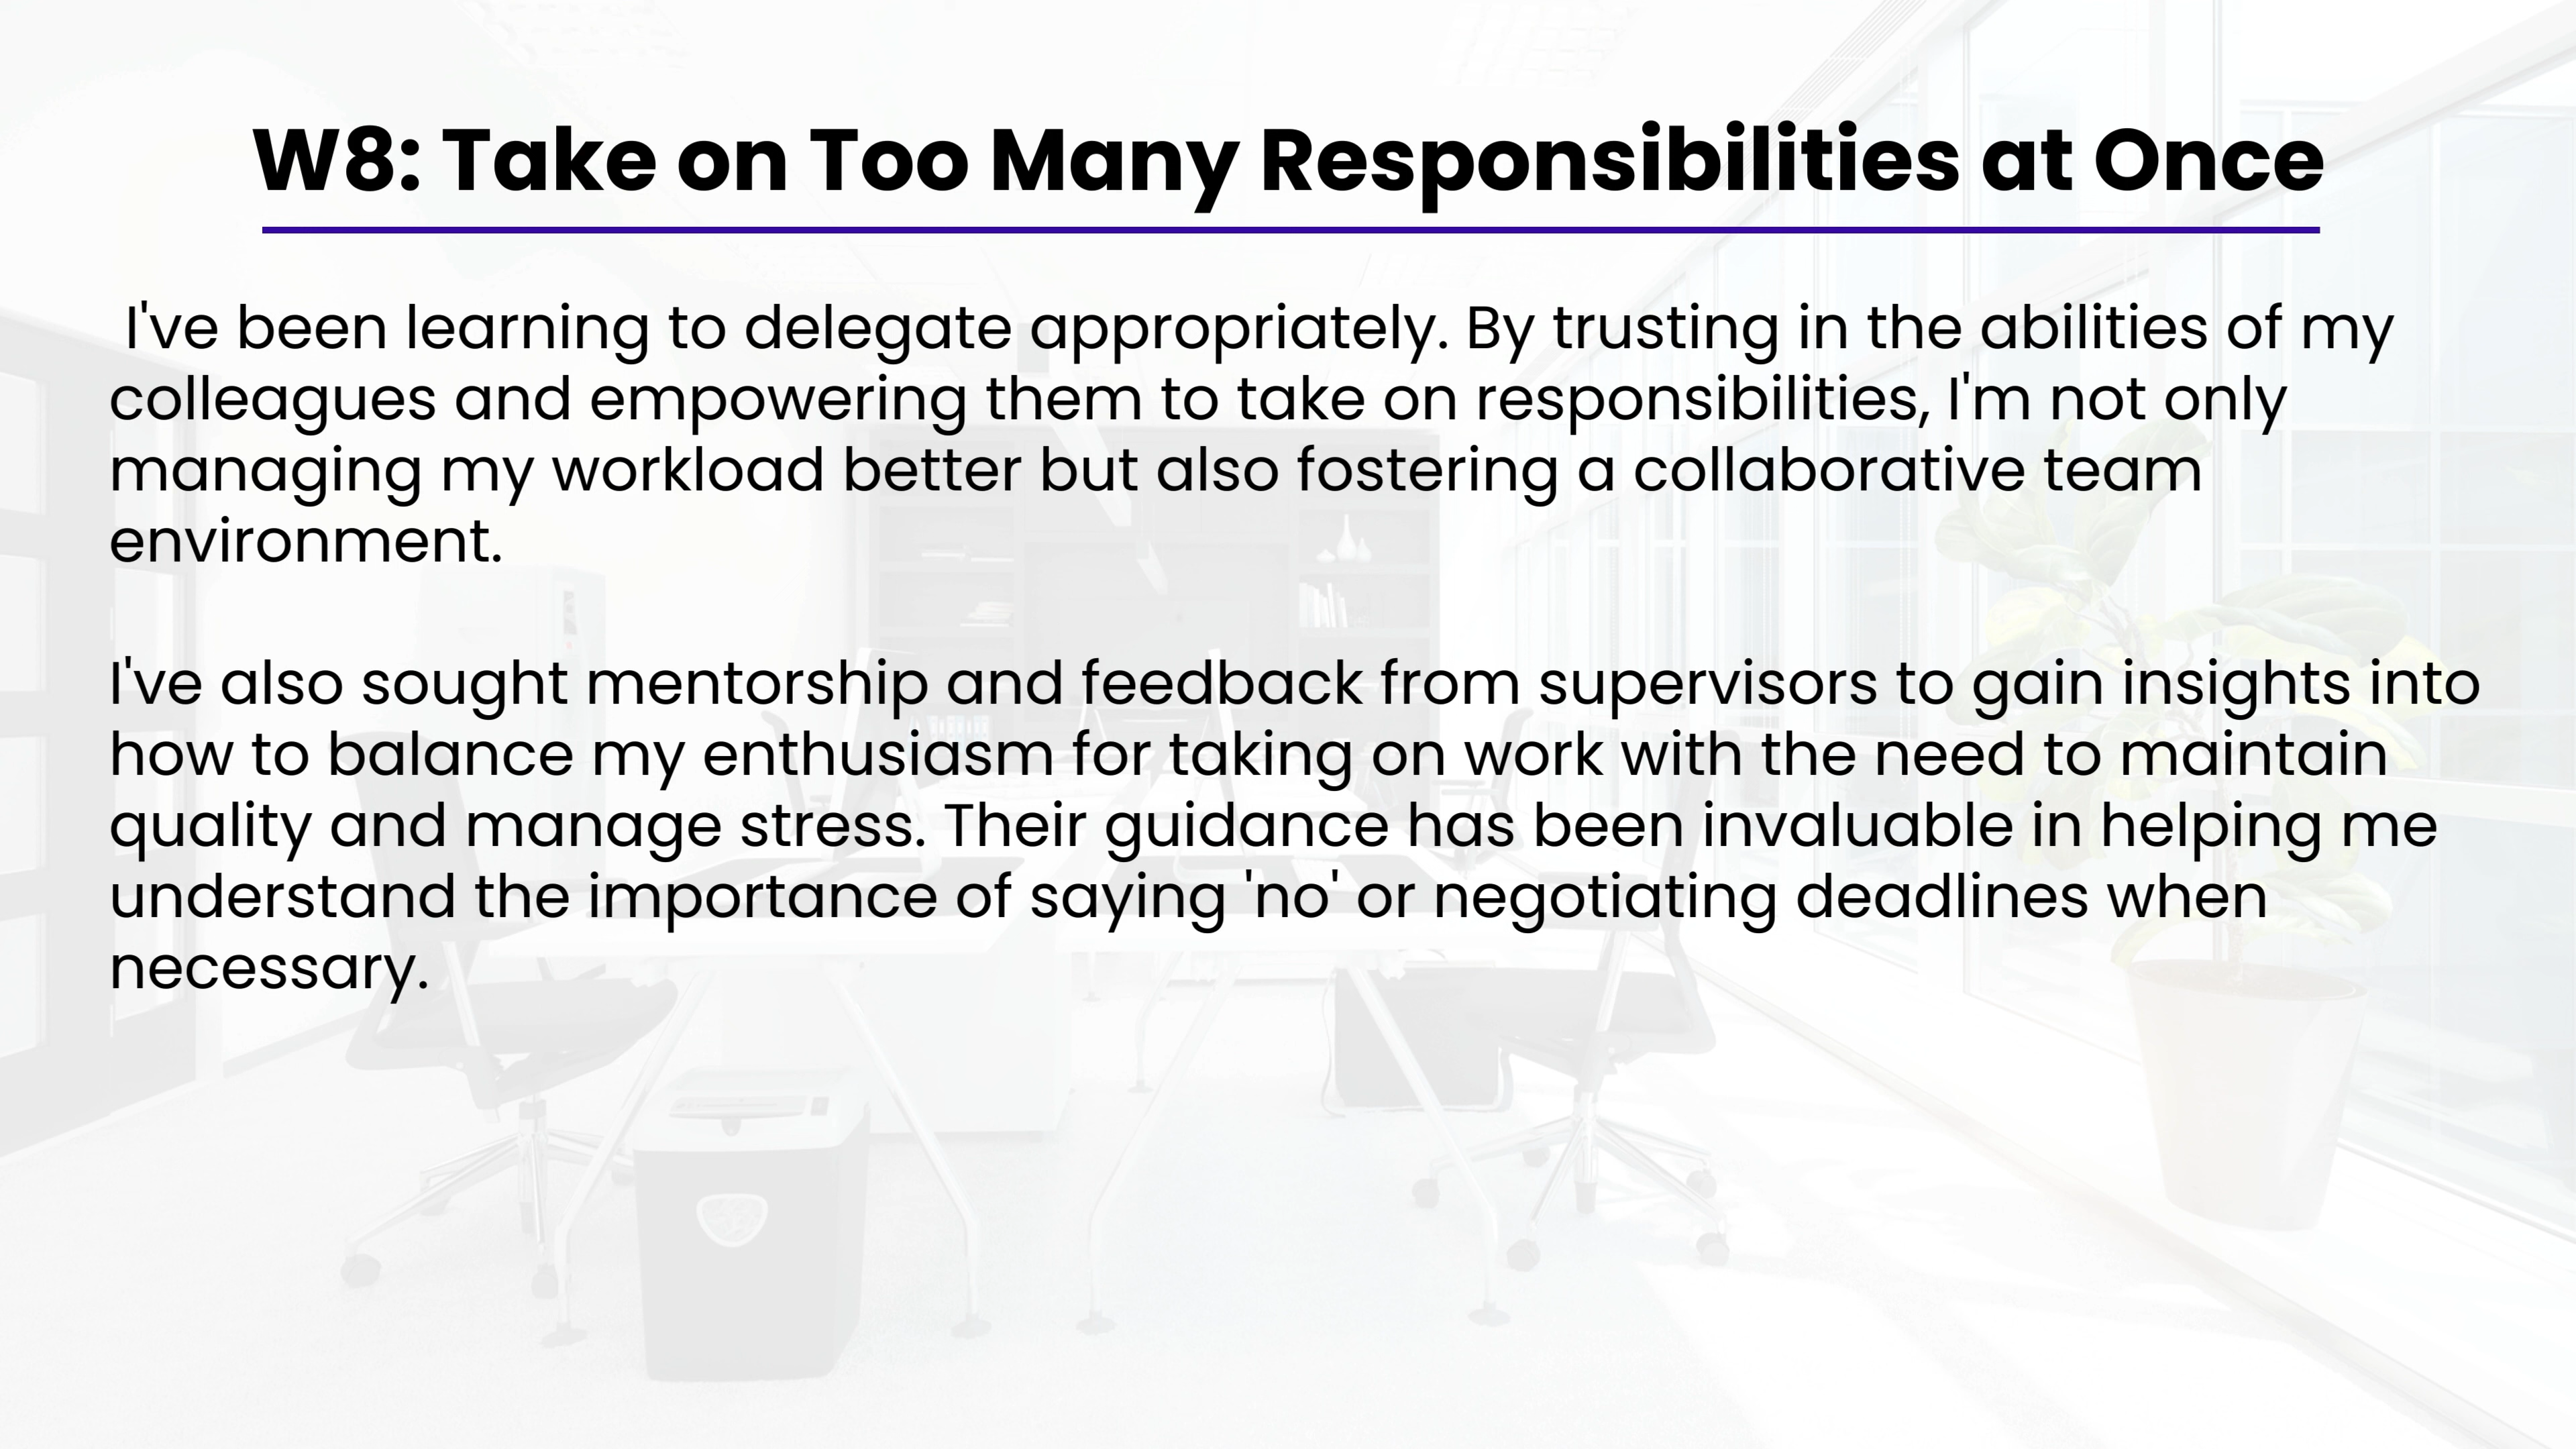 W8: Take on Too Many Responsibilities at Once
I've been learning to delegate appropriately. By trusting in the abilities of my
colleagues and empowering them to take on responsibilities, I'm not only
managing my workload better but also fostering a collaborative team
environment.
I've also sought mentorship and feedback from supervisors to gain insights into
how to balance my enthusiasm for taking on work with the need to maintain
quality and manage stress. Their guidance has been invaluable in helping me
understand the importance of saying 'no' or negotiating deadlines when
necessary.